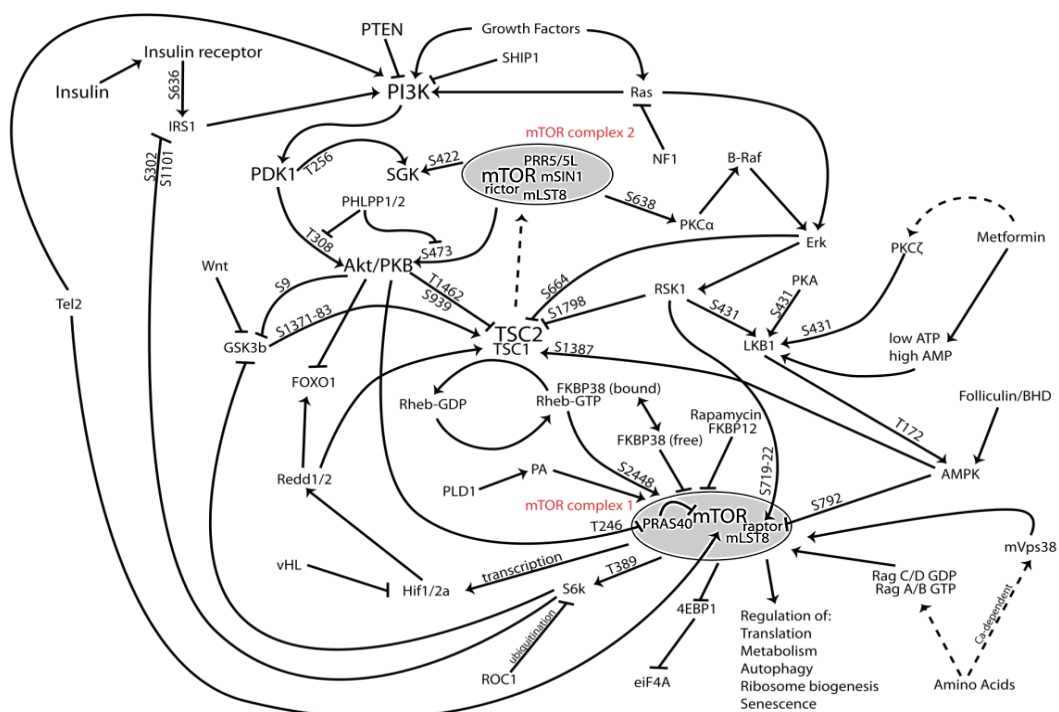 PTEN
Growth Factors
Insulin receptor
SHIP1
Insulin
S636
PI3K
Ras
IRS1
mTOR complex 2
S302
S1101
T256
S422
PRR5/5L
mTOR mSIN1
rictor
mLST8
NF1
B-Raf
PDK1
SGK
PHLPP1/2
S638
PKCα
T308
S473
Erk
PKCζ
Metformin
Wnt
Akt/PKB
S9
T1462
S939
S664
RSK1
PKA
Tel2
S1371-83
S1798
S431
S431
S431
TSC2
TSC1
GSK3b
S1387
LKB1
low ATP
high AMP
FOXO1
FKBP38 (bound)
Rheb-GDP
Rheb-GTP
Rapamycin
FKBP12
Folliculin/BHD
FKBP38 (free)
T172
Redd1/2
PA
S2448
S719-22
AMPK
PLD1
mTOR complex 1
S792
T246
PRAS40 mTOR
raptor
mLST8
mVps38
vHL
transcription
T389
Hif1/2a
S6k
Rag C/D GDP
Rag A/B GTP
4EBP1
Regulation of:
Translation
Metabolism
Autophagy
Ribosome biogenesis
Senescence
ubiquitination
Ca-dependent
ROC1
eiF4A
Amino Acids